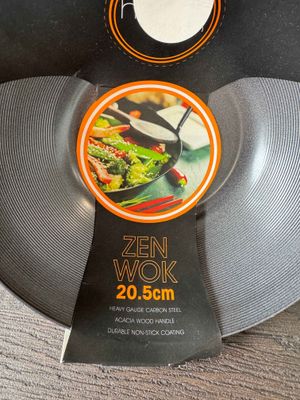 ZEN
WOK
20.5cm
HEAVY GAUGE CARBON STEEL
ACACIA WOOD HANDLE
DURABLE NON-STICK COATING